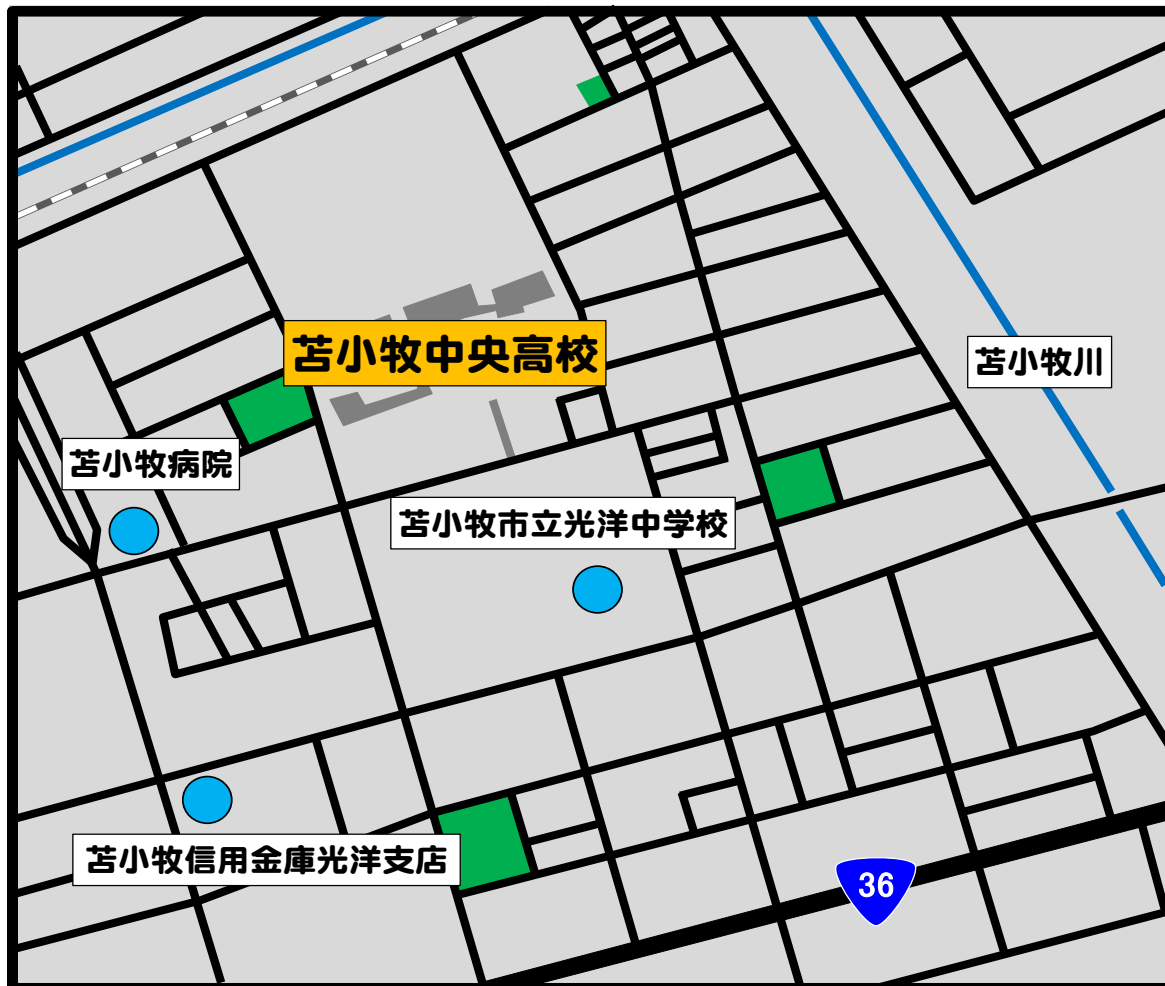 苫小牧中央高校
苫小牧川
苫小牧病院
苫小牧市立光洋中学校
苫小牧信用金庫光洋支店
36